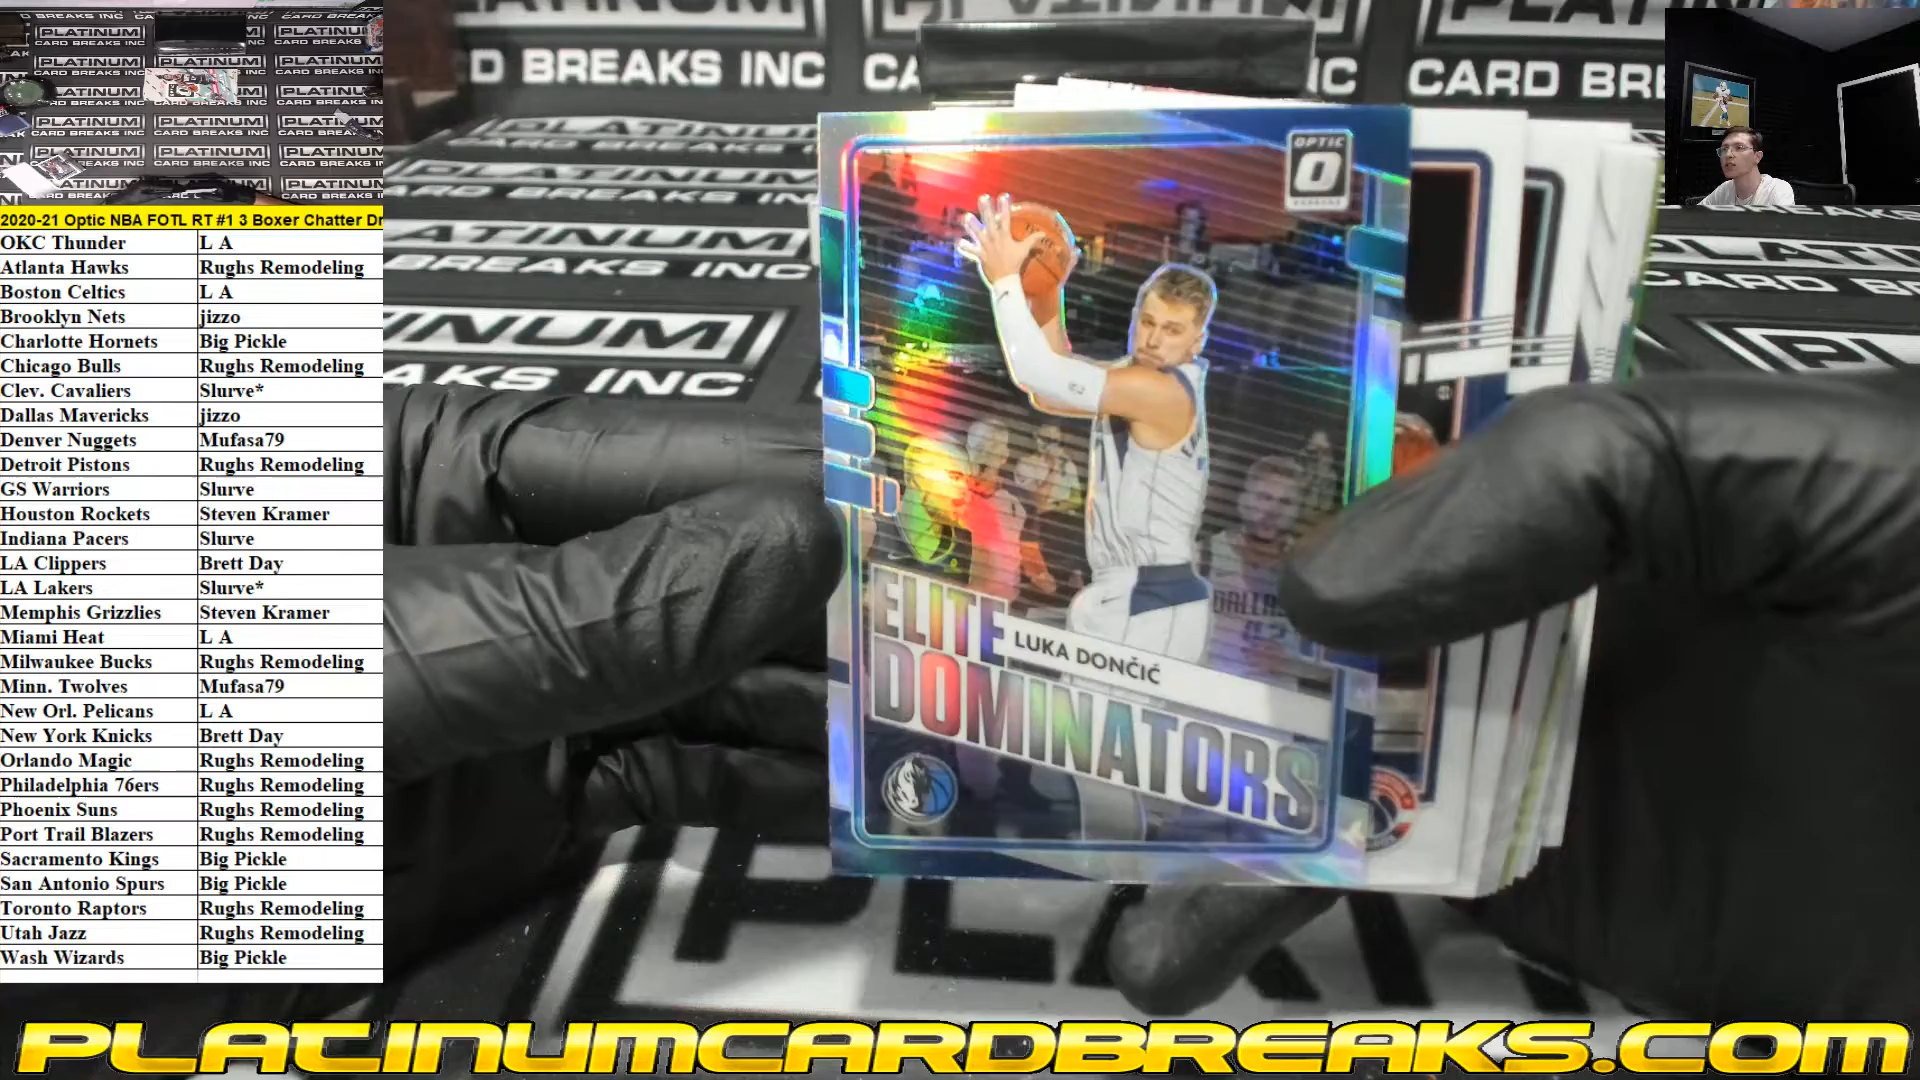 PLATINUM
CARD BREAKS INC
2020-21 Optic NBA FOTL RT #1 3 Boxer Chatter Dr
OKC Thunder L A
Atlanta Hawks Rughs Remodeling
Boston Celtics L A
Brooklyn Nets jizzo
Charlotte Hornets Big Pickle
Chicago Bulls Rughs Remodeling
Clev. Cavaliers Slurve*
Dallas Mavericks jizzo
Denver Nuggets Mufasa79
Detroit Pistons Rughs Remodeling
GS Warriors Slurve
Houston Rockets Steven Kramer
Indiana Pacers Slurve
LA Clippers Brett Day
LA Lakers Slurve*
Memphis Grizzlies Steven Kramer
Miami Heat L A
Milwaukee Bucks Rughs Remodeling
Minn. Twolves Mufasa79
New Orl. Pelicans L A
New York Knicks Brett Day
Orlando Magic Rughs Remodeling
Philadelphia 76ers Rughs Remodeling
Phoenix Suns Rughs Remodeling
Port Trail Blazers Rughs Remodeling
Sacramento Kings Big Pickle
San Antonio Spurs Big Pickle
Toronto Raptors Rughs Remodeling
Utah Jazz Rughs Remodeling
Wash Wizards Big Pickle
D BREAKS INC
CARD BREAKS INC
OPTIC
ELITE
LUKA DONČIĆ
DOMINATORS
PLATINUMCARDBREAKS.COM